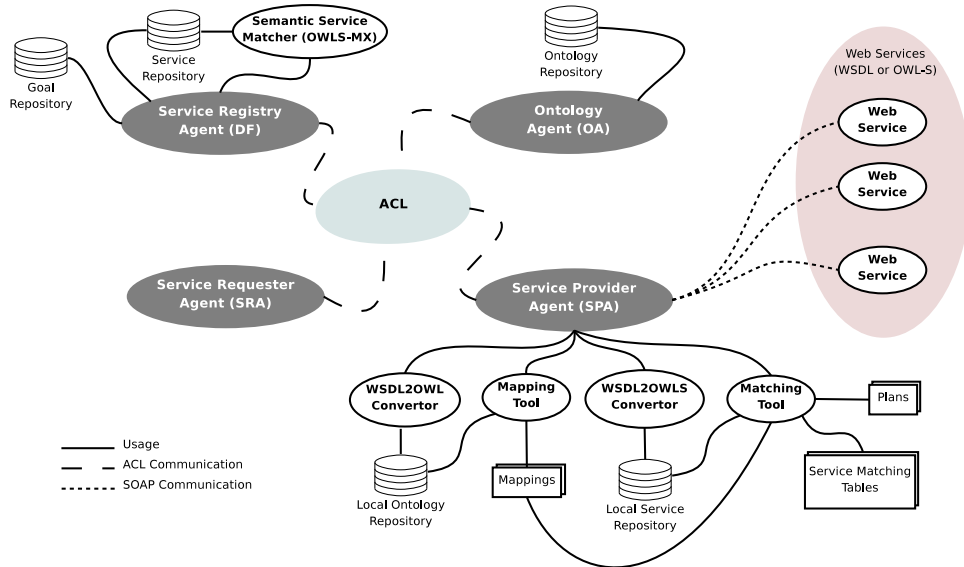 Semantic Service
Matcher (OWLS-MX)
Service
Repository
Goal
Repository
Service Registry
Agent (DF)
Ontology
Repository
Ontology
Agent (OA)
Web Services
(WSDL or OWL-S)
Web
Service
Web
Service
Web
Service
ACL
Service Requester
Agent (SRA)
Service Provider
Agent (SPA)
WSDL2OWL
Convertor
Mapping
Tool
WSDL2OWLS
Convertor
Matching
Tool
Plans
Local Ontology
Repository
Mappings
Local Service
Repository
Service Matching
Tables
Usage
ACL Communication
SOAP Communication